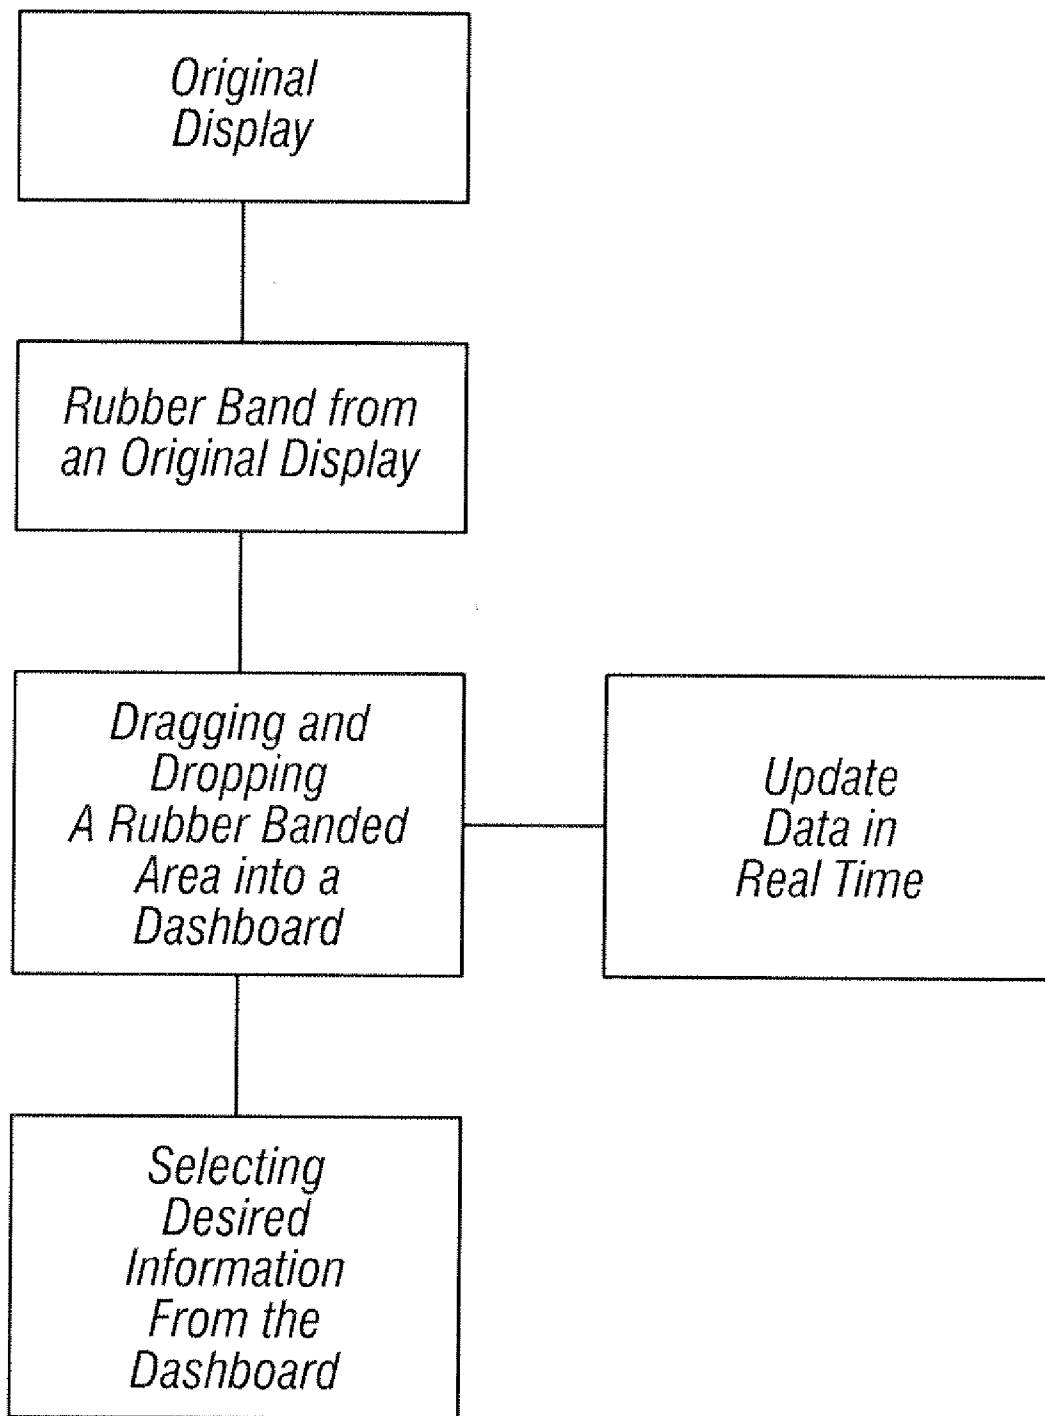 Original
Display
Rubber Band from
an Original Display
Dragging and
Dropping
A Rubber Banded
Area into a
Dashboard
Update
Data in
Real Time
Selecting
Desired
Information
From the
Dashboard